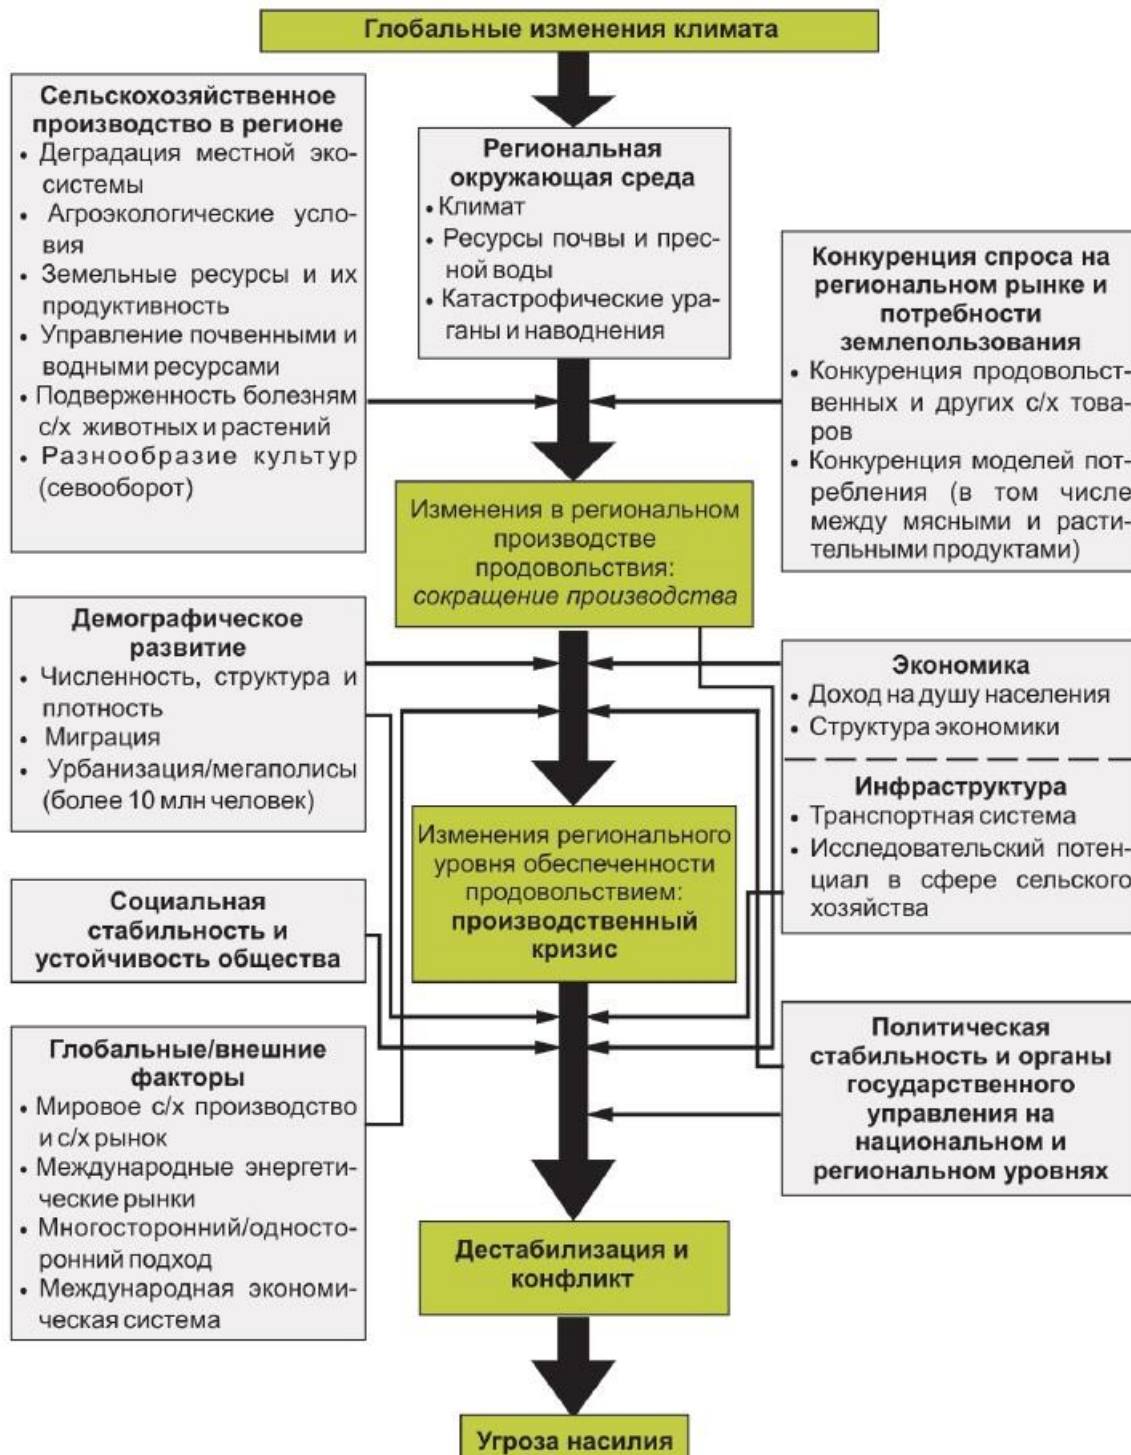 Глобальные изменения климата
Сельскохозяйственное
производство в регионе
• Деградация местной эко-
системы
• Агроэкологические усло-
вия
• Земельные ресурсы и их
продуктивность
• Управление почвенными и
водными ресурсами
• Подверженность болезням
с/х животных и растений
• Разнообразие культур
(севооборот)
Региональная
окружающая среда
• Климат
• Ресурсы почвы и прес-
ной воды
• Катастрофические ура-
ганы и наводнения
Конкуренция спроса на
региональном рынке и
потребности
землепользования
• Конкуренция продовольст-
венных и других с/х това-
ров
• Конкуренция моделей пот-
ребления (в том числе
между мясными и расти-
тельными продуктами)
Изменения в региональном
производстве
продовольствия:
сокращение производства
Демографическое
развитие
• Численность, структура и
плотность
• Миграция
• Урбанизация/мегаполисы
(более 10 млн человек)
Экономика
• Доход на душу населения
• Структура экономики
Инфраструктура
• Транспортная система
• Исследовательский потен-
циал в сфере сельского
хозяйства
Изменения регионального
уровня обеспеченности
продовольствием:
производственный
кризис
Социальная
стабильность и
устойчивость общества
Глобальные/внешние
факторы
• Мировое с/х производство
и с/х рынок
• Международные энергети-
ческие рынки
• Многосторонний/односто-
ронний подход
• Международная экономи-
ческая система
Политическая
стабильность и органы
государственного
управления на
национальном и
региональном уровнях
Дестабилизация и
конфликт
Угроза насилия